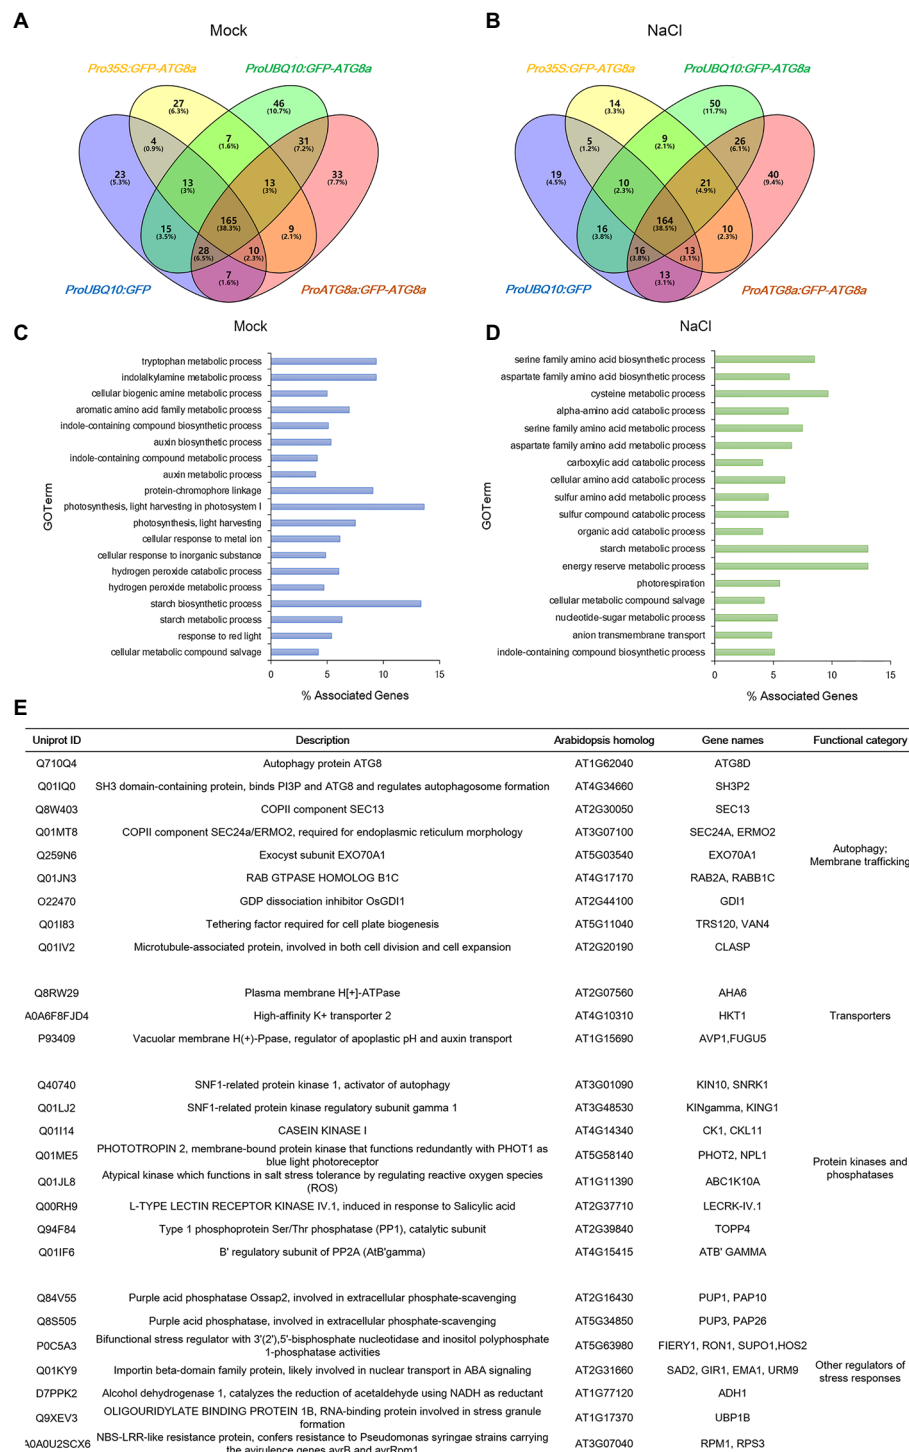 A
Mock
Pro35S:GFP-ATG8a
ProUBQ10:GFP-ATG8a
27
(6.3%)
46
(10.7%)
4
(0.9%)
7
(1.6%)
31
(7.2%)
23
(5.3%)
13
(3%)
13
(3%)
33
(7.7%)
165
(38.3%)
15
(3.5%)
9
(2.1%)
28
(6.5%)
10
(2.3%)
7
(1.6%)
ProUBQ10:GFP
ProATG8a:GFP-ATG8a
B
NaCl
Pro35S:GFP-ATG8a
ProUBQ10:GFP-ATG8a
14
(3.3%)
50
(11.7%)
5
(1.2%)
9
(2.1%)
26
(6.1%)
19
(4.5%)
10
(2.3%)
21
(4.9%)
40
(9.4%)
164
(38.5%)
16
(3.8%)
10
(2.3%)
16
(3.8%)
13
(3.1%)
13
(3.1%)
ProUBQ10:GFP
ProATG8a:GFP-ATG8a
C
Mock
GOTerm
tryptophan metabolic process
indolalkylamine metabolic process
cellular biogenic amine metabolic process
aromatic amino acid family metabolic process
indole-containing compound biosynthetic process
auxin biosynthetic process
indole-containing compound metabolic process
auxin metabolic process
protein-chromophore linkage
photosynthesis, light harvesting in photosystem I
photosynthesis, light harvesting
cellular response to metal ion
cellular response to inorganic substance
hydrogen peroxide catabolic process
hydrogen peroxide metabolic process
starch biosynthetic process
starch metabolic process
response to red light
cellular metabolic compound salvage
0 5 10 15
% Associated Genes
D
NaCl
GOTerm
serine family amino acid biosynthetic process
aspartate family amino acid biosynthetic process
cysteine metabolic process
alpha-amino acid catabolic process
serine family amino acid metabolic process
aspartate family amino acid metabolic process
carboxylic acid catabolic process
cellular amino acid catabolic process
sulfur amino acid metabolic process
sulfur compound catabolic process
organic acid catabolic process
starch metabolic process
energy reserve metabolic process
photorespiration
cellular metabolic compound salvage
nucleotide-sugar metabolic process
anion transmembrane transport
indole-containing compound biosynthetic process
0 5 10 15
% Associated Genes
E
Uniprot ID Description Arabidopsis homolog Gene names Functional category
Q710Q4 Autophagy protein ATG8 AT1G62040 ATG8D
Q01IQ0 SH3 domain-containing protein, binds PI3P and ATG8 and regulates autophagosome formation AT4G34660 SH3P2
Q8W403 COPII component SEC13 AT2G30050 SEC13
Q01MT8 COPII component SEC24a/ERMO2, required for endoplasmic reticulum morphology AT3G07100 SEC24A, ERMO2
Q259N6 Exocyst subunit EXO70A1 AT5G03540 EXO70A1
Autophagy;
Membrane trafficking
Q01JN3 RAB GTPASE HOMOLOG B1C AT4G17170 RAB2A, RABB1C
O22470 GDP dissociation inhibitor OsGDI1 AT2G44100 GDI1
Q01I83 Tethering factor required for cell plate biogenesis AT5G11040 TRS120, VAN4
Q01IV2 Microtubule-associated protein, involved in both cell division and cell expansion AT2G20190 CLASP
Q8RW29 Plasma membrane H[+]-ATPase AT2G07560 AHA6
A0A6F8FJD4 High-affinity K+ transporter 2 AT4G10310 HKT1 Transporters
P93409 Vacuolar membrane H(+)-Ppase, regulator of apoplastic pH and auxin transport AT1G15690 AVP1,FUGU5
Q40740 SNF1-related protein kinase 1, activator of autophagy AT3G01090 KIN10, SNRK1
Q01LJ2 SNF1-related protein kinase regulatory subunit gamma 1 AT3G48530 KINgamma, KING1
Q01I14 CASEIN KINASE I AT4G14340 CK1, CKL11
Q01ME5 PHOTOTROPIN 2, membrane-bound protein kinase that functions redundantly with PHOT1 as
blue light photoreceptor AT5G58140 PHOT2, NPL1
Protein kinases and
phosphatases
Q01JL8 Atypical kinase which functions in salt stress tolerance by regulating reactive oxygen species
(ROS) AT1G11390 ABC1K10A
Q00RH9 L-TYPE LECTIN RECEPTOR KINASE IV.1, induced in response to Salicylic acid AT2G37710 LECRK-IV.1
Q94F84 Type 1 phosphoprotein Ser/Thr phosphatase (PP1), catalytic subunit AT2G39840 TOPP4
Q01IF6 B' regulatory subunit of PP2A (AtB'gamma) AT4G15415 ATB' GAMMA
Q84V55 Purple acid phosphatase Ossap2, involved in extracellular phosphate-scavenging AT2G16430 PUP1, PAP10
Q8S505 Purple acid phosphatase, involved in extracellular phosphate-scavenging AT5G34850 PUP3, PAP26
P0C5A3 Bifunctional stress regulator with 3'(2'),5'-bisphosphate nucleotidase and inositol polyphosphate
1-phosphatase activities AT5G63980 FIERY1, RON1, SUPO1,HOS2
Q01KY9 Importin beta-domain family protein, likely involved in nuclear transport in ABA signaling AT2G31660 SAD2, GIR1, EMA1, URM9
Other regulators of
stress responses
D7PPK2 Alcohol dehydrogenase 1, catalyzes the reduction of acetaldehyde using NADH as reductant AT1G77120 ADH1
Q9XEV3 OLIGOURIDYLATE BINDING PROTEIN 1B, RNA-binding protein involved in stress granule
formation AT1G17370 UBP1B
A0A0U2SCX6 NBS-LRR-like resistance protein, confers resistance to Pseudomonas syringae strains carrying
the avirulence genes avrB and avrRpm1 AT3G07040 RPM1, RPS3